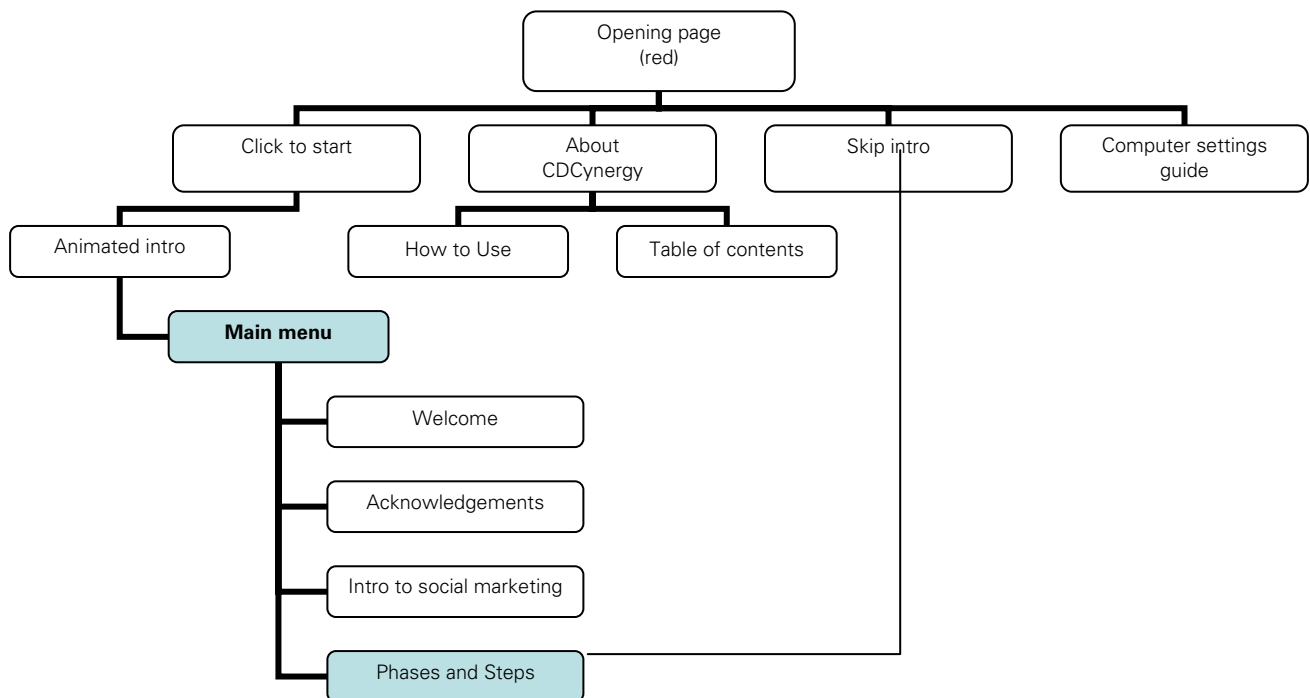 Opening page
(red)
Click to start
About
CDCynergy
Skip intro
Computer settings
guide
Animated intro
How to Use
Table of contents
Main menu
Welcome
Acknowledgements
Intro to social marketing
Phases and Steps